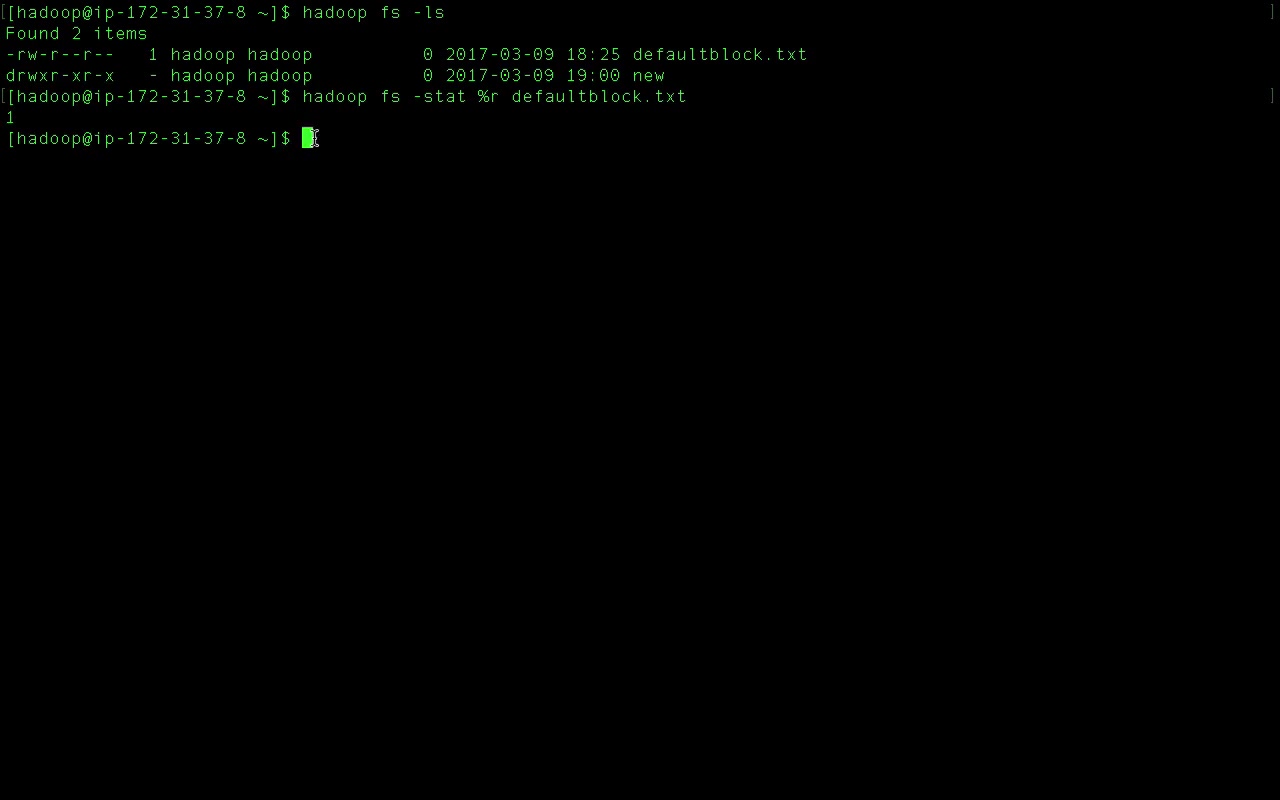 [hadoop@ip-172-31-37-8 ~]$ hadoop fs -ls
Found 2 items
-rw-r--r--   1 hadoop hadoop          0 2017-03-09 18:25 defaultblock.txt
drwxr-xr-x   - hadoop hadoop          0 2017-03-09 19:00 new
[hadoop@ip-172-31-37-8 ~]$ hadoop fs -stat %r defaultblock.txt
1
[hadoop@ip-172-31-37-8 ~]$